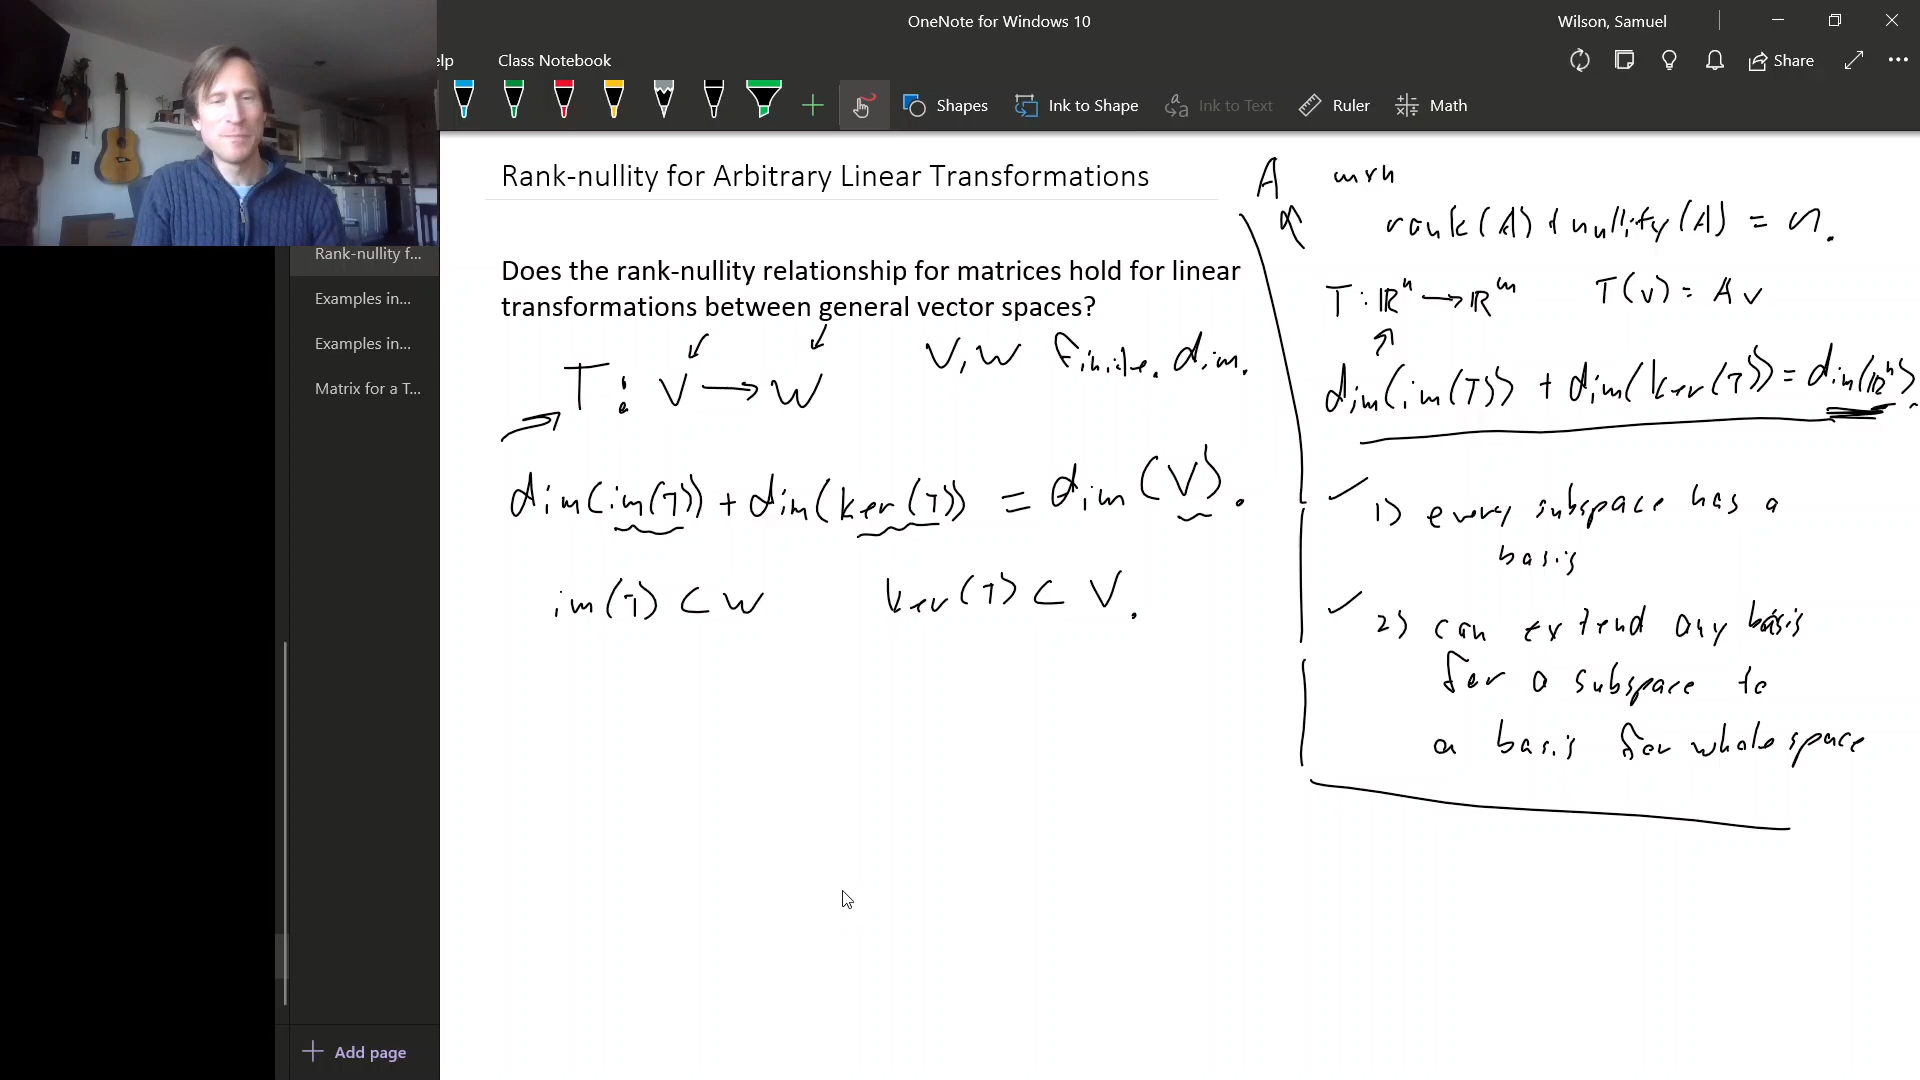 OneNote for Windows 10
Wilson, Samuel
elp
Class Notebook
Share
Shapes
Ink to Shape
Ink to Text
Ruler
Math
Rank-nullity f...
Examples in...
Examples in...
Matrix for a T...
Add page
Rank-nullity for Arbitrary Linear Transformations
Does the rank-nullity relationship for matrices hold for linear
transformations between general vector spaces?
T: V → W
V, W finite. dim.
dim(im(T)) + dim(ker(T)) = dim(V).
im(T) ⊂ W ker(T) ⊂ V.
A mxn
rank(A) + nullity(A) = n.
T: ℝⁿ → ℝᵐ T(v) = Av
dim(im(T)) + dim(ker(T)) = dim(ℝⁿ).
✓ 1) every subspace has a
basis
✓ 2) can extend any basis
for a subspace to
a basis for whole space